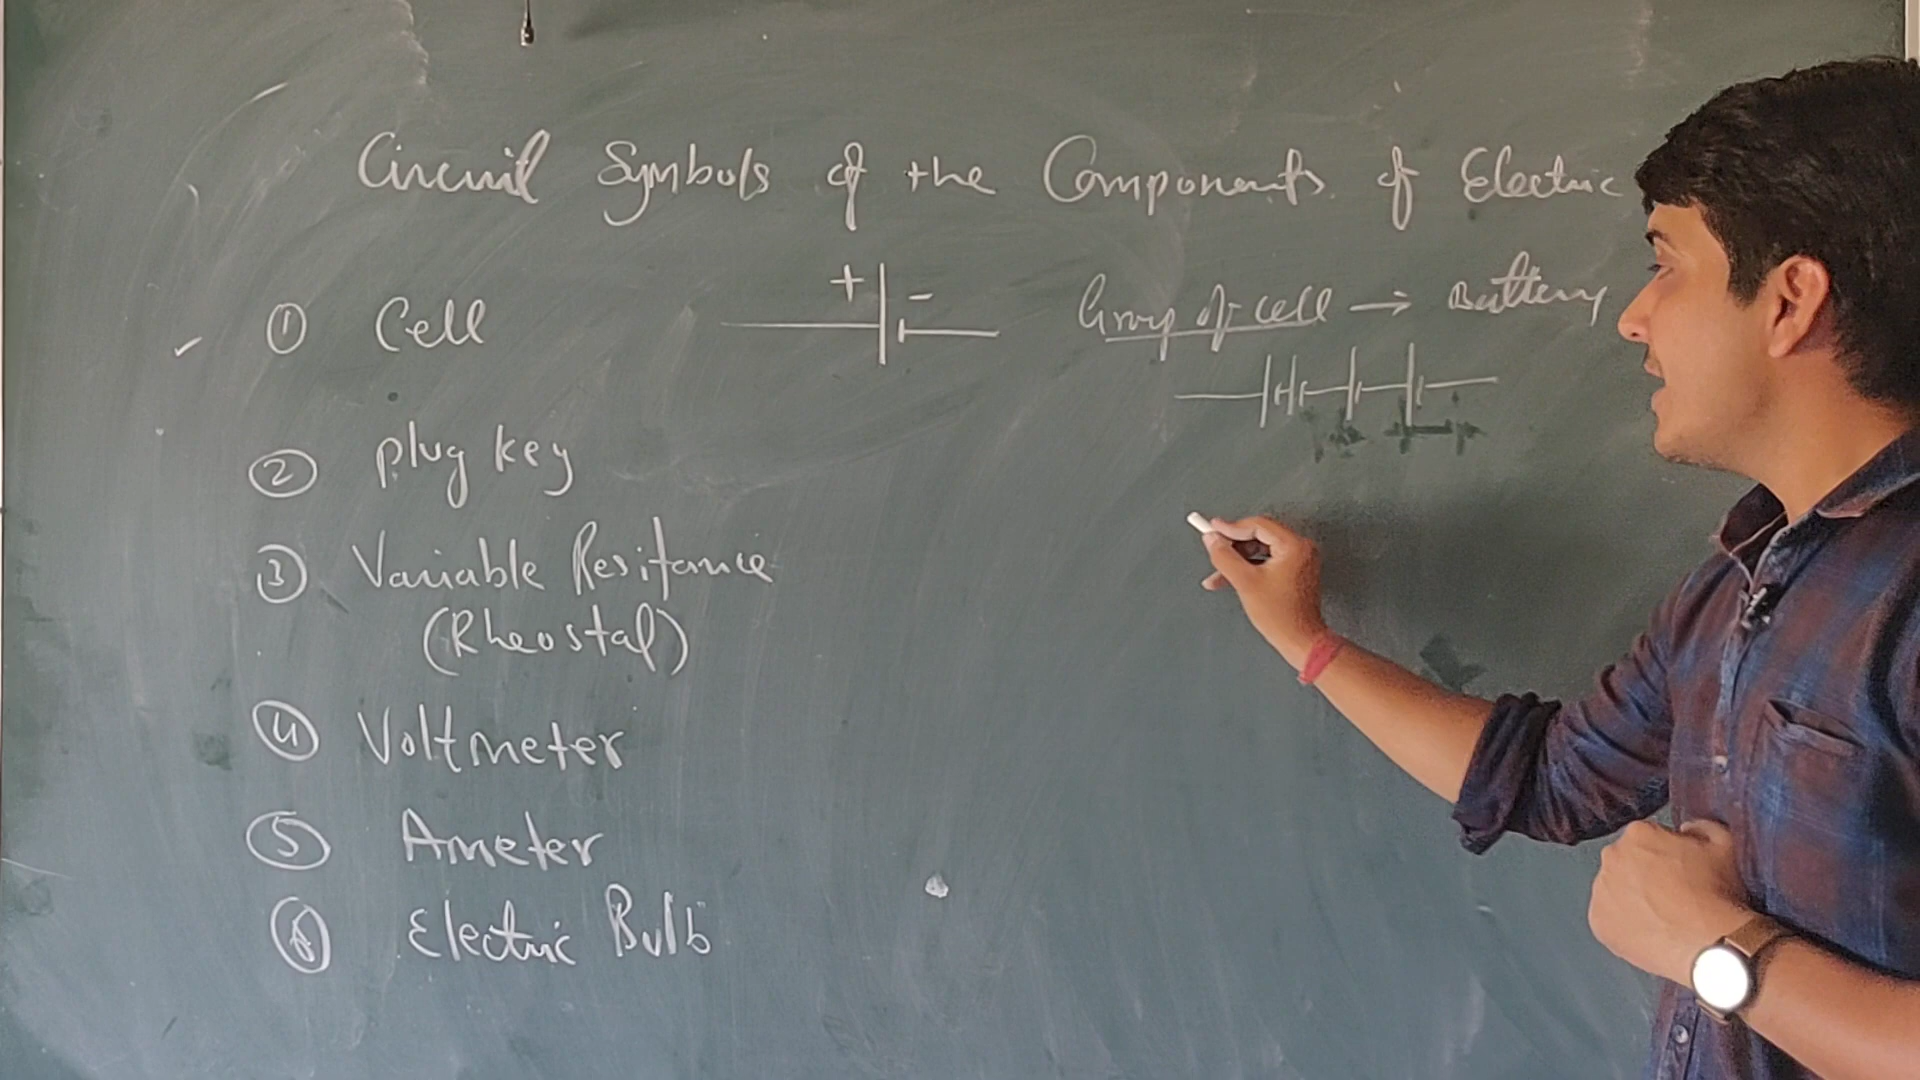 Circuit Symbols of the Components of Electric
① Cell + - Group of cell → Battery
② plug key
③ Variable Resitance
(Rheostat)
④ Voltmeter
⑤ Ameter
⑥ Electric Bulb